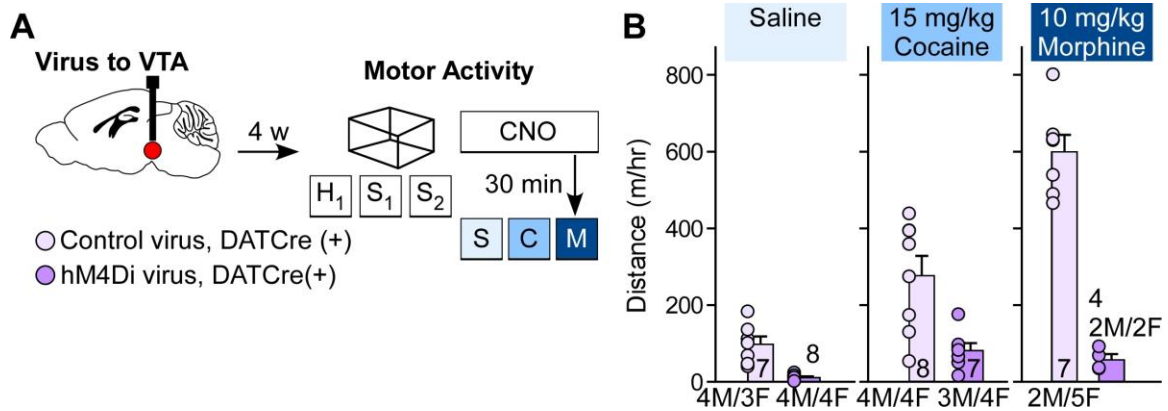 A
Virus to VTA
Motor Activity
4 w
CNO
H1
S1
S2
30 min
S
C
M
Control virus, DATCre (+)
hM4Di virus, DATCre(+)
B
Saline
15 mg/kg
Cocaine
10 mg/kg
Morphine
Distance (m/hr)
800
600
400
200
0
7
8
8
7
7
4
2M/2F
4M/3F
4M/4F
4M/4F
3M/4F
2M/5F